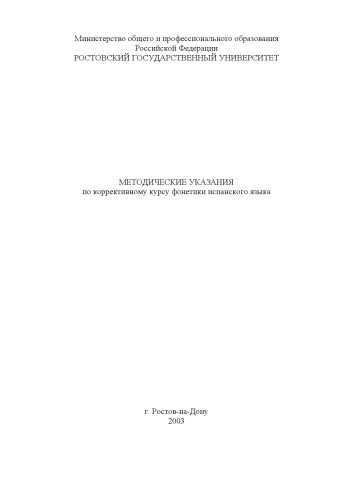 Министерство общего и профессионального образования
Российской Федерации
РОСТОВСКИЙ ГОСУДАРСТВЕННЫЙ УНИВЕРСИТЕТ
МЕТОДИЧЕСКИЕ УКАЗАНИЯ
по коррективному курсу фонетики испанского языка
г. Ростов-на-Дону
2003